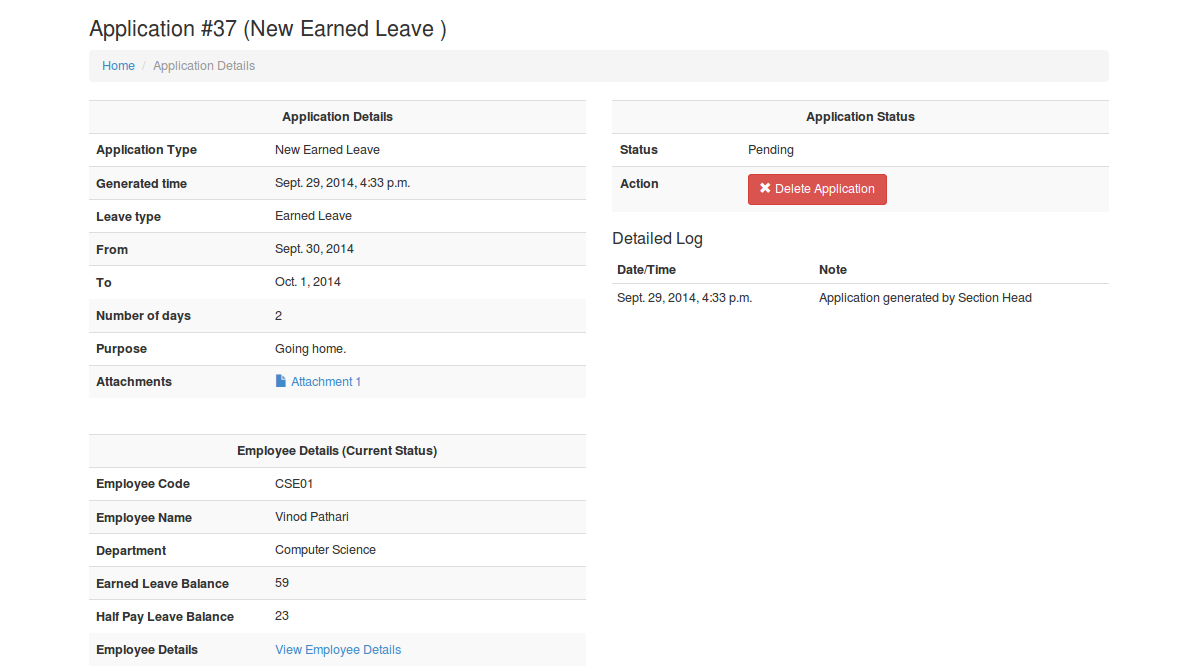 Application #37 (New Earned Leave )
Home / Application Details
Application Details
Application Type New Earned Leave
Generated time Sept. 29, 2014, 4:33 p.m.
Leave type Earned Leave
From Sept. 30, 2014
To Oct. 1, 2014
Number of days 2
Purpose Going home.
Attachments Attachment 1
Employee Details (Current Status)
Employee Code CSE01
Employee Name Vinod Pathari
Department Computer Science
Earned Leave Balance 59
Half Pay Leave Balance 23
Employee Details View Employee Details
Application Status
Status Pending
Action Delete Application
Detailed Log
Date/Time Note
Sept. 29, 2014, 4:33 p.m. Application generated by Section Head